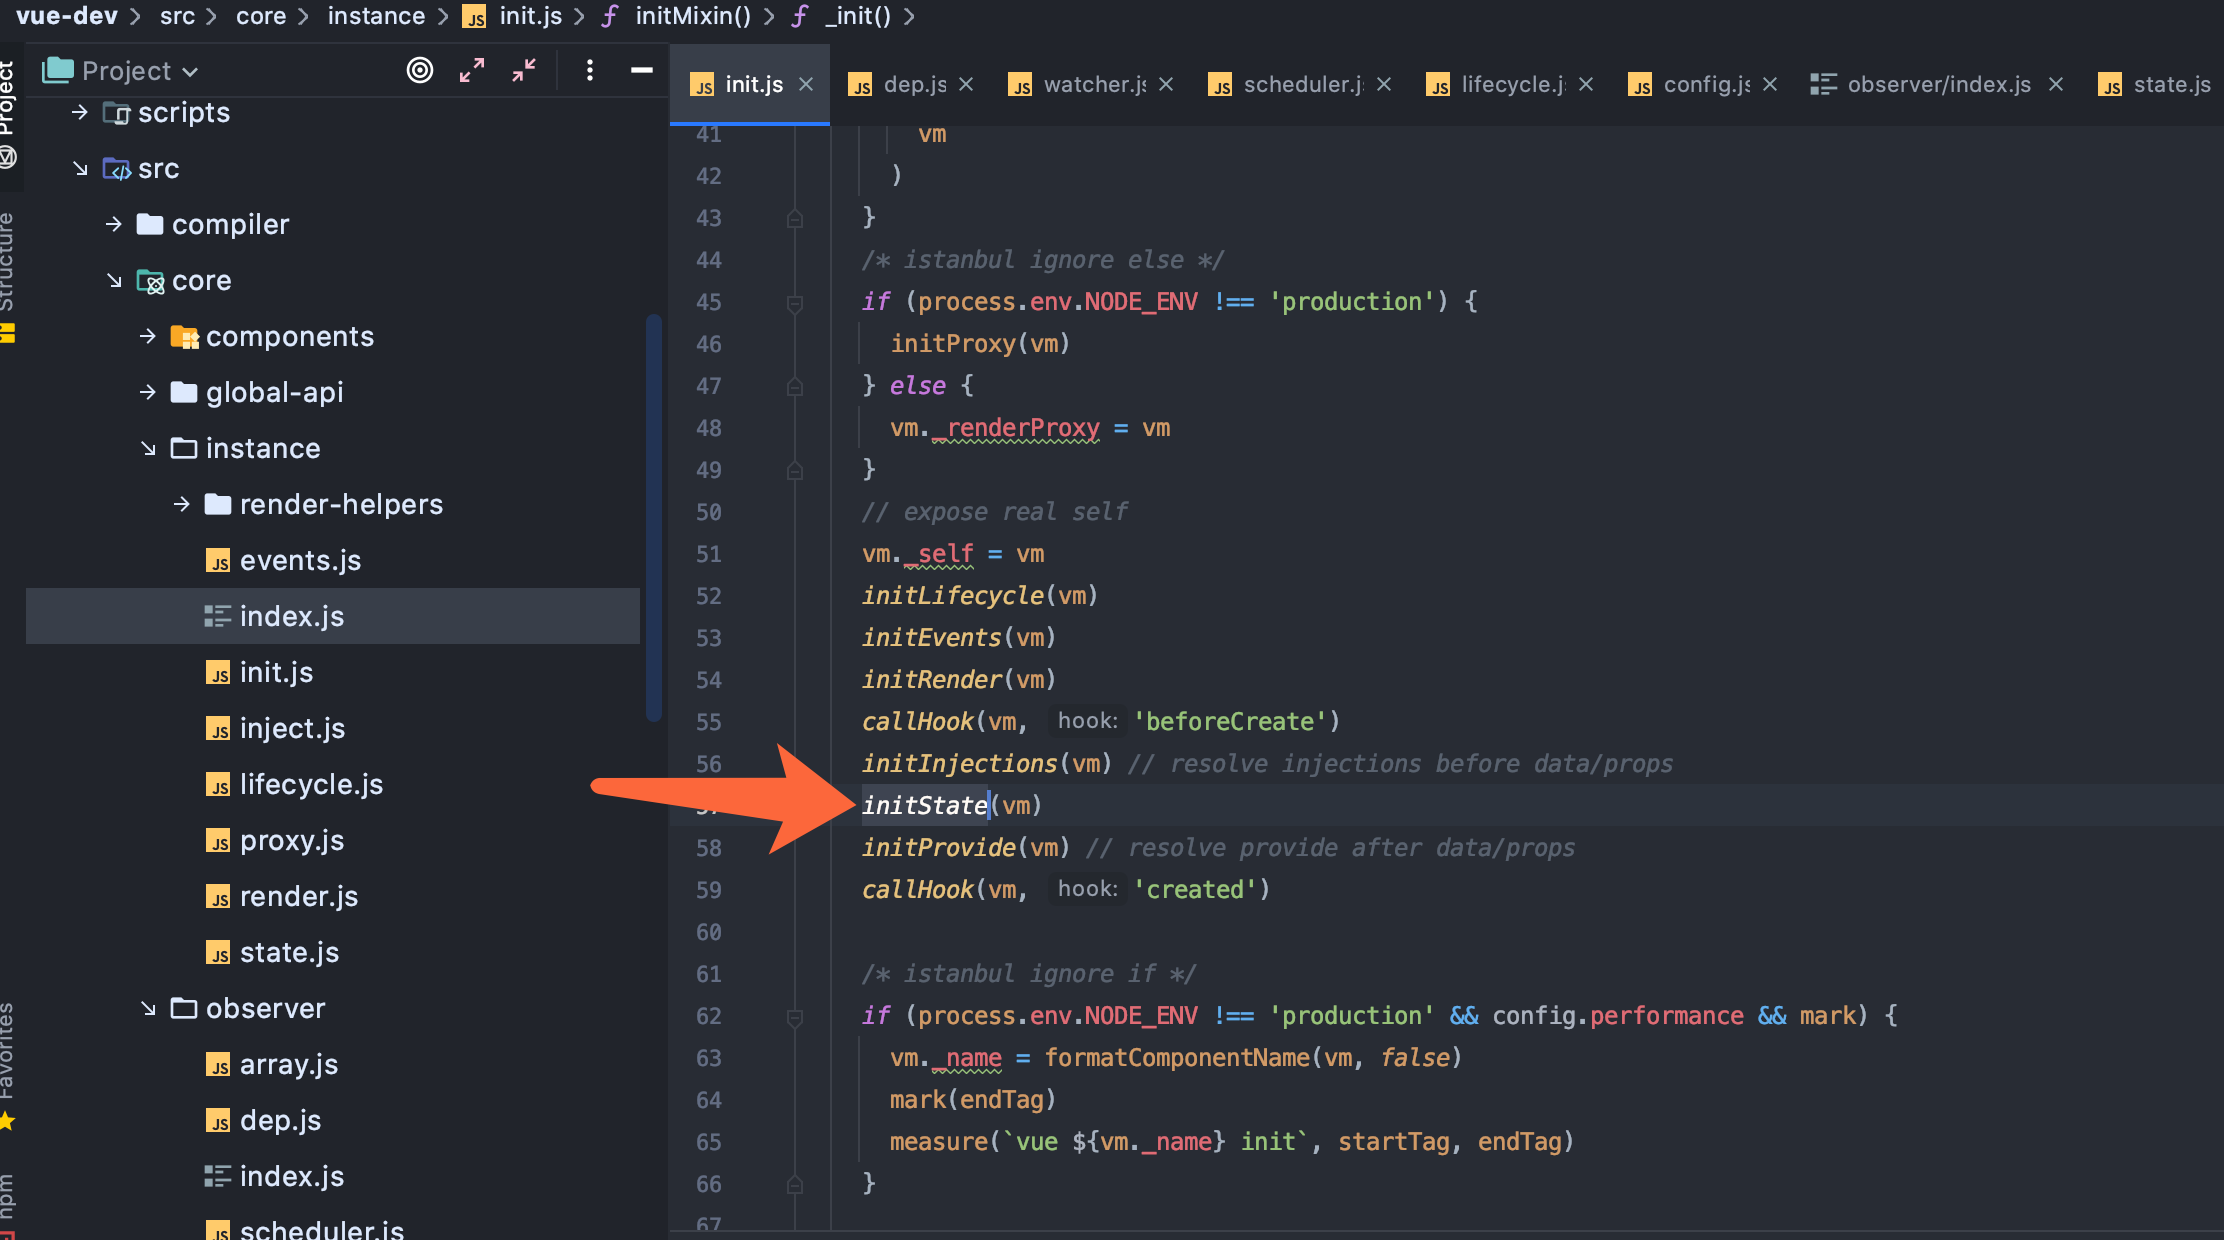 vue-dev > src > core > instance > init.js > initMixin() > _init() >
Project
Structure
Favorites
npm
Project
scripts
src
compiler
core
components
global-api
instance
render-helpers
events.js
index.js
init.js
inject.js
lifecycle.js
proxy.js
render.js
state.js
observer
array.js
dep.js
index.js
scheduler.js
init.js
dep.js
watcher.js
scheduler.j
lifecycle.j
config.js
observer/index.js
state.js
41 vm
42 )
43 }
44 /* istanbul ignore else */
45 if (process.env.NODE_ENV !== 'production') {
46 initProxy(vm)
47 } else {
48 vm._renderProxy = vm
49 }
50 // expose real self
51 vm._self = vm
52 initLifecycle(vm)
53 initEvents(vm)
54 initRender(vm)
55 callHook(vm, hook: 'beforeCreate')
56 initInjections(vm) // resolve injections before data/props
57 initState(vm)
58 initProvide(vm) // resolve provide after data/props
59 callHook(vm, hook: 'created')
60
61 /* istanbul ignore if */
62 if (process.env.NODE_ENV !== 'production' && config.performance && mark) {
63 vm._name = formatComponentName(vm, false)
64 mark(endTag)
65 measure(`vue ${vm._name} init`, startTag, endTag)
66 }
67